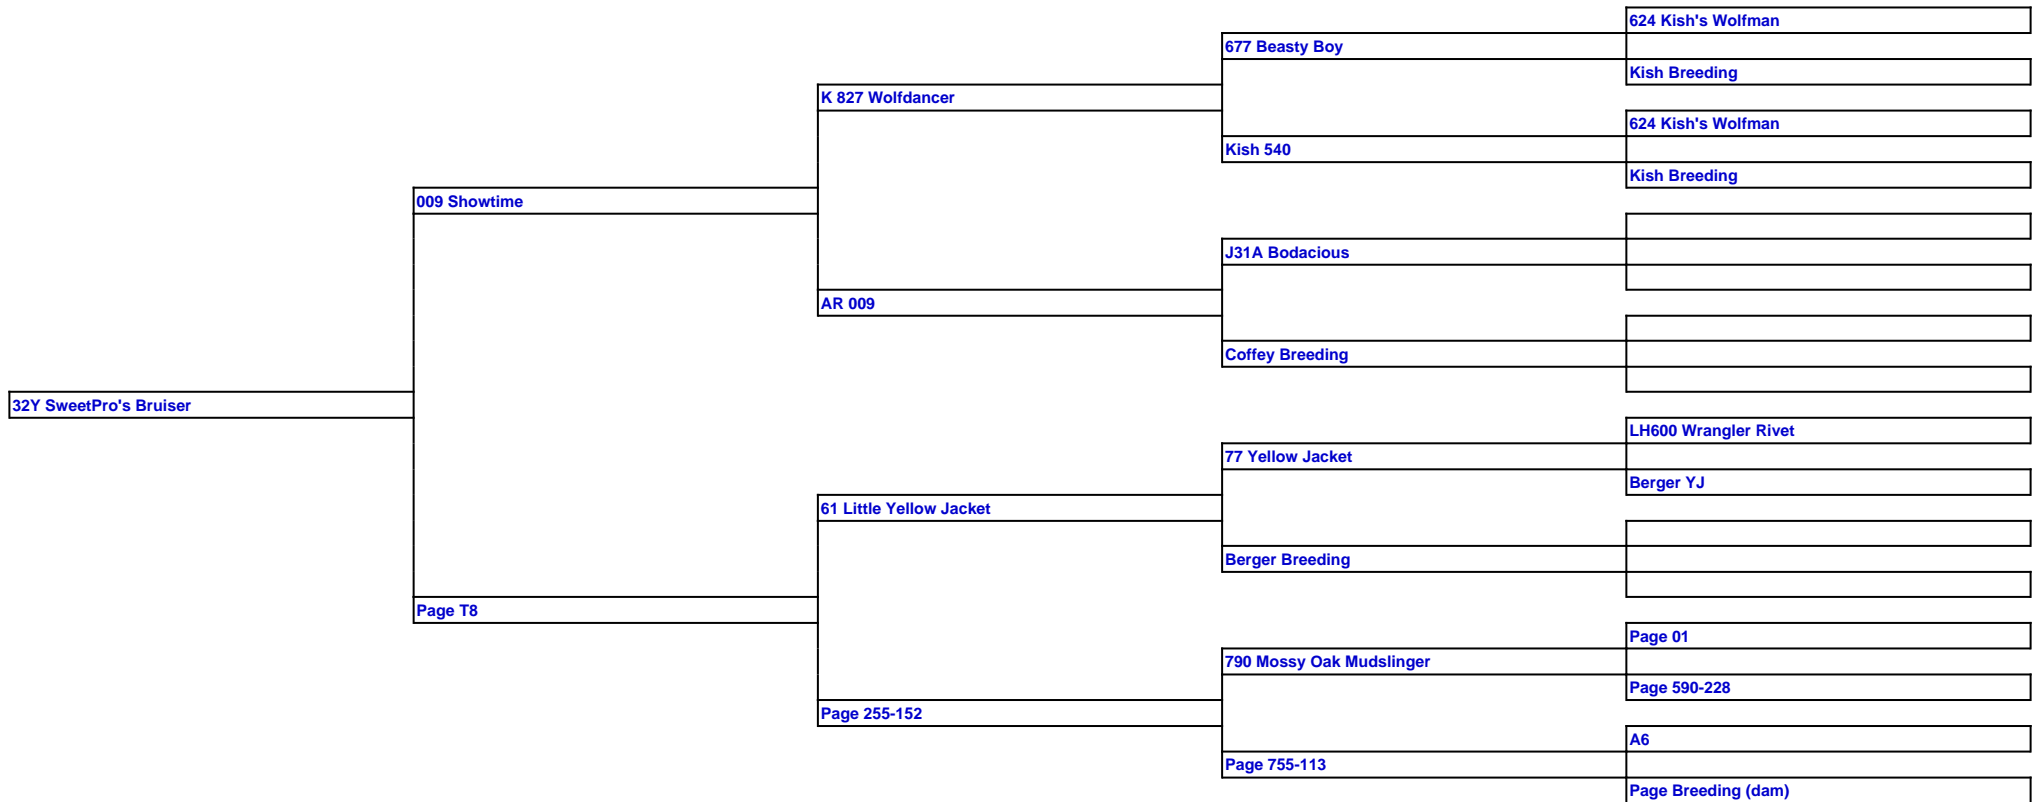 624 Kish's Wolfman
677 Beasty Boy
Kish Breeding
K 827 Wolfdancer
624 Kish's Wolfman
Kish 540
Kish Breeding
009 Showtime
J31A Bodacious
AR 009
Coffey Breeding
32Y SweetPro's Bruiser
LH600 Wrangler Rivet
77 Yellow Jacket
Berger YJ
61 Little Yellow Jacket
Berger Breeding
Page T8
Page 01
790 Mossy Oak Mudslinger
Page 590-228
Page 255-152
A6
Page 755-113
Page Breeding (dam)